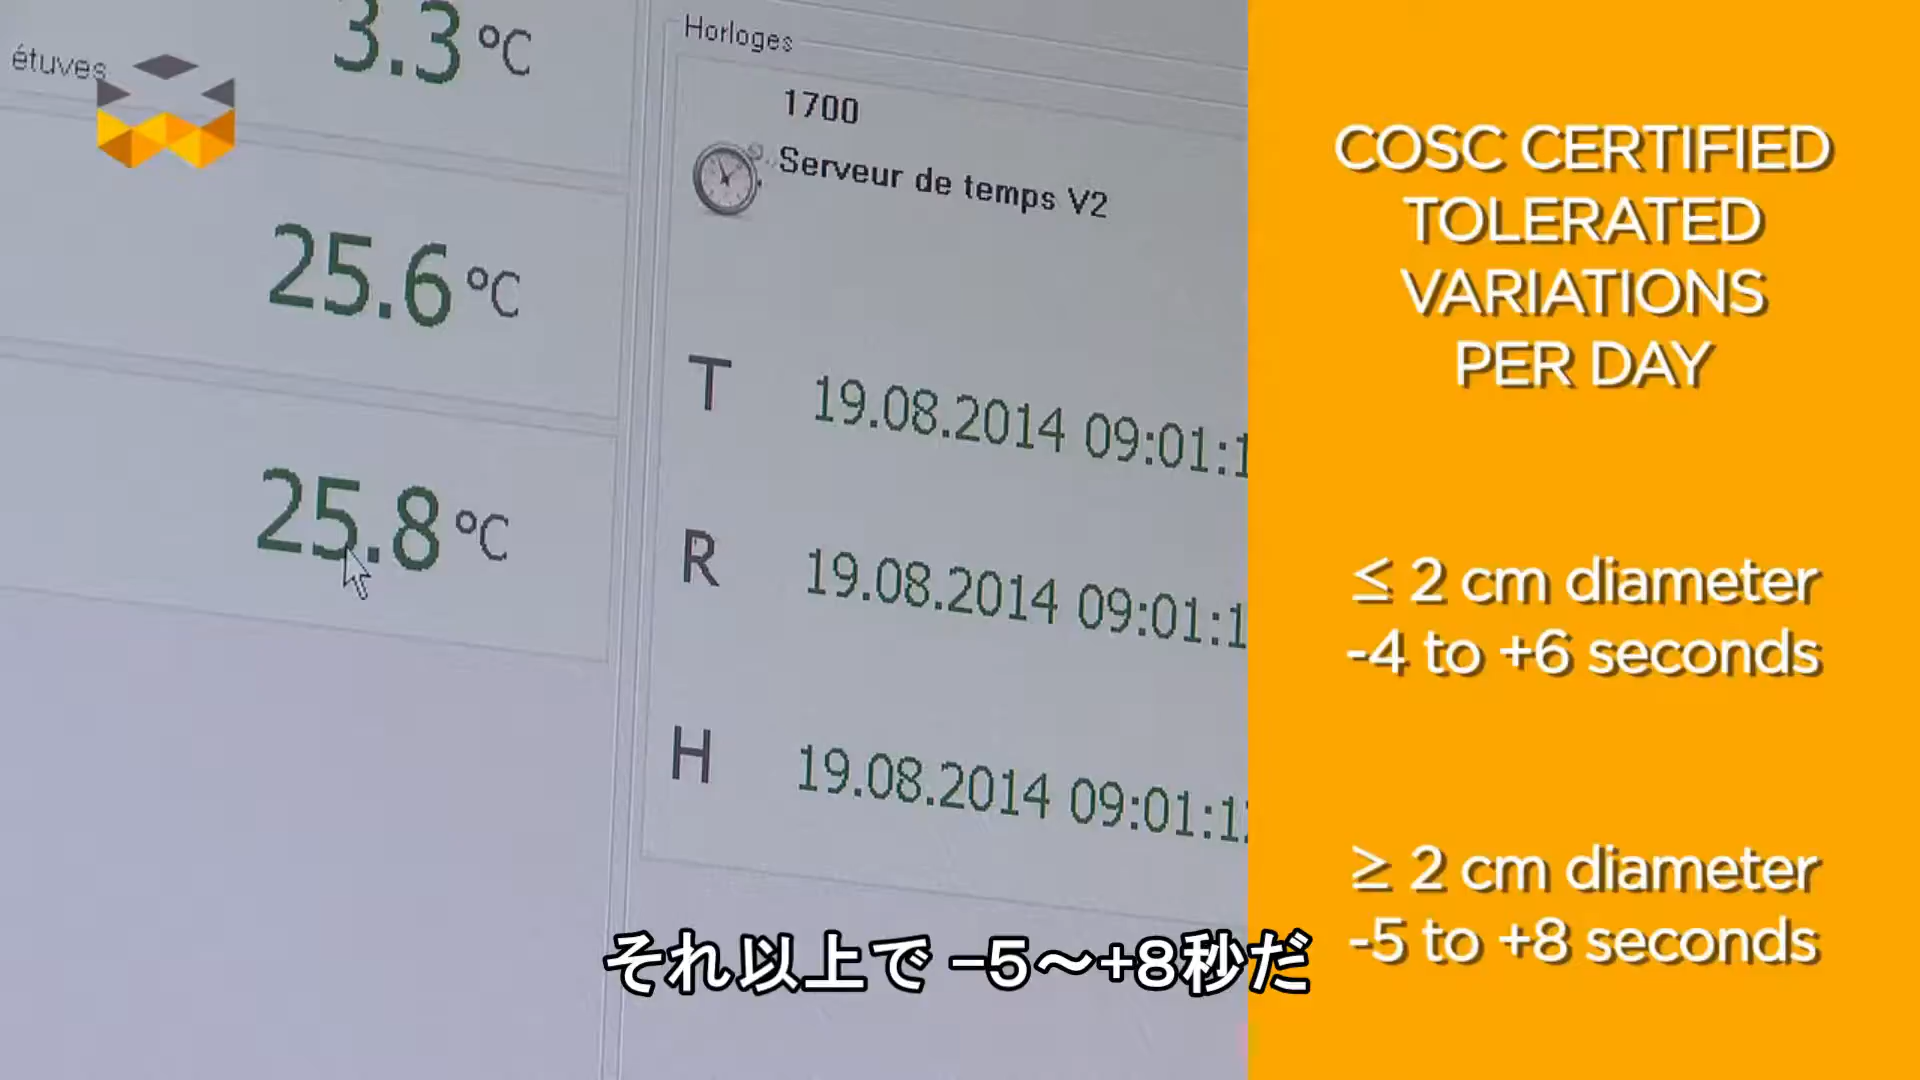 étuves
3.3 °C
25.6 °C
25.8 °C
Horloges
1700
Serveur de temps V2
T 19.08.2014 09:01:1
R 19.08.2014 09:01:1
H 19.08.2014 09:01:12
COSC CERTIFIED
TOLERATED
VARIATIONS
PER DAY
≤ 2 cm diameter
-4 to +6 seconds
≥ 2 cm diameter
-5 to +8 seconds
それ以上で −5〜+8秒だ